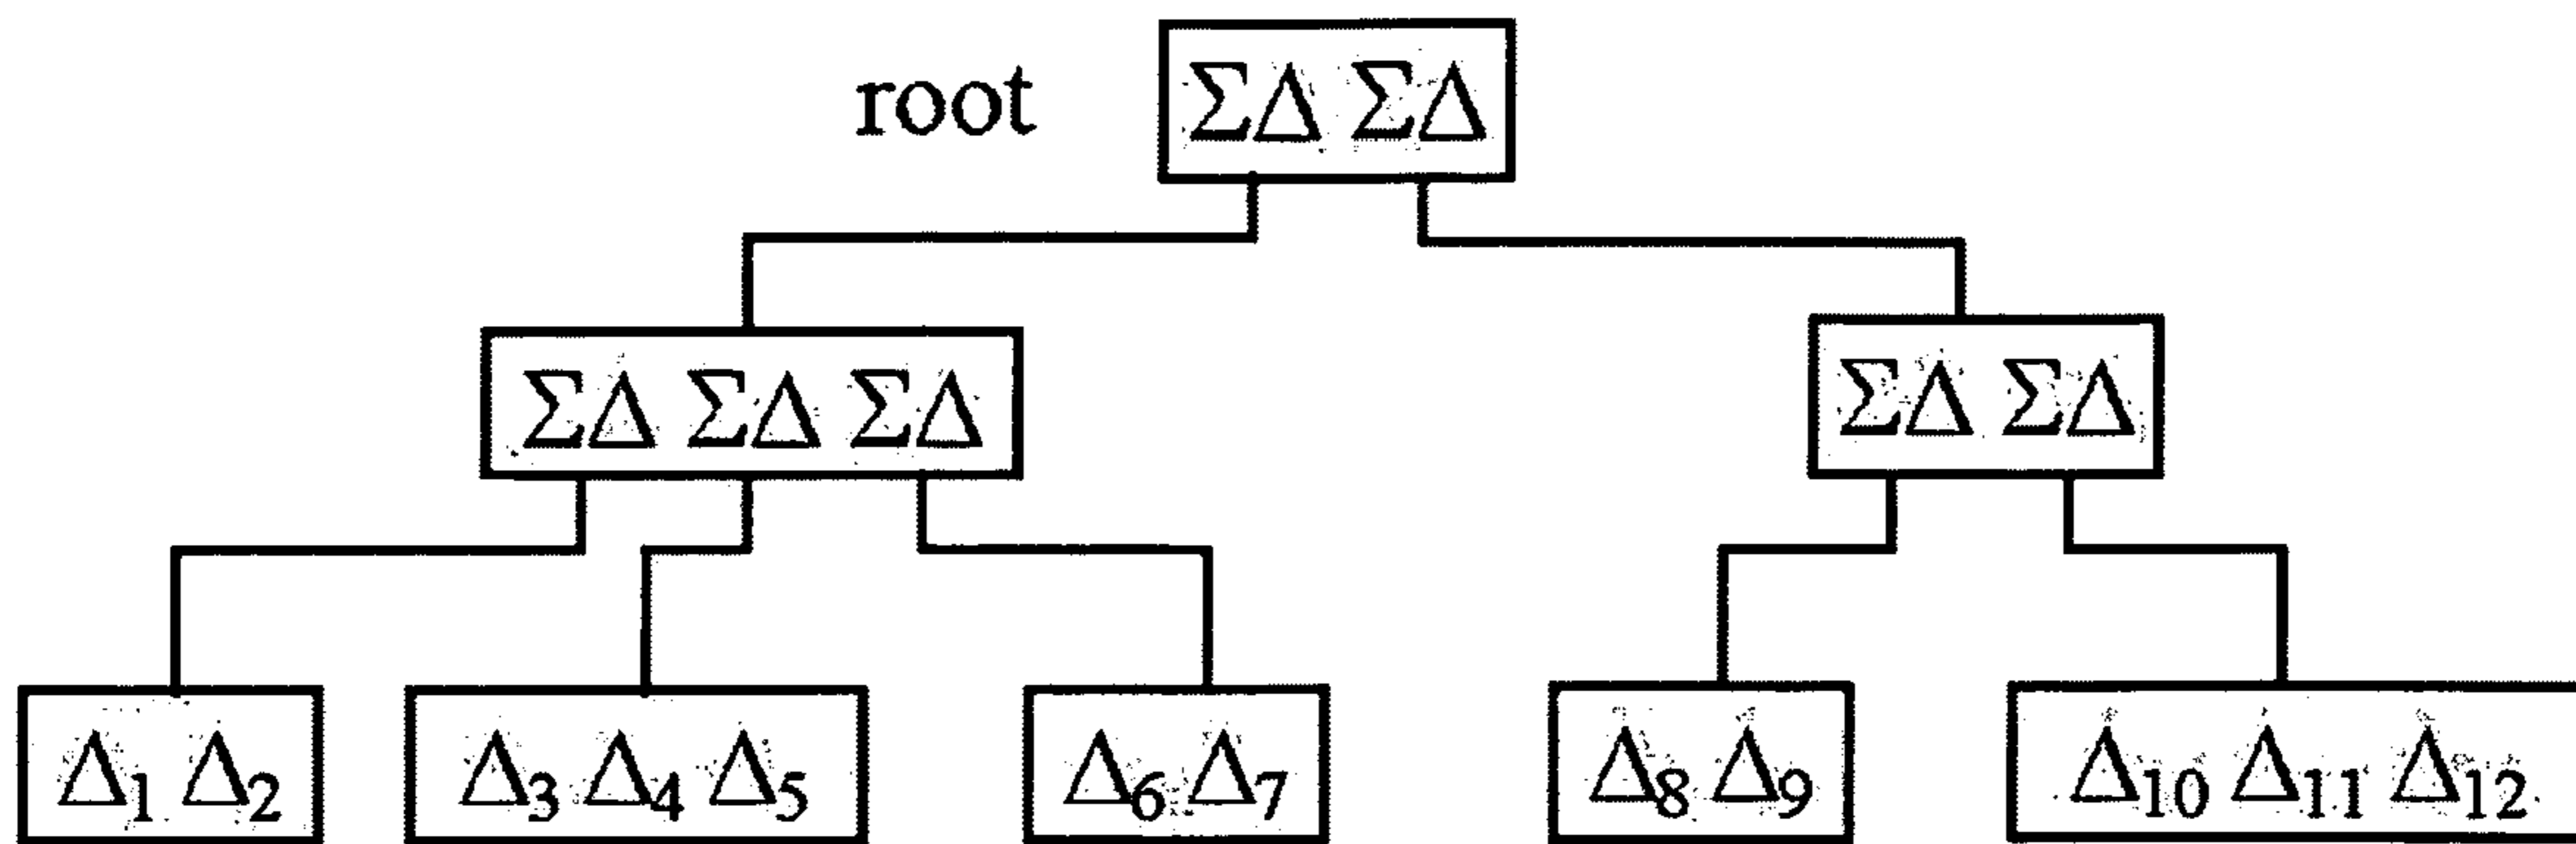 root ΣΔ ΣΔ
ΣΔ ΣΔ ΣΔ ΣΔ ΣΔ
Δ₁ Δ₂ Δ₃ Δ₄ Δ₅ Δ₆ Δ₇ Δ₈ Δ₉ Δ₁₀ Δ₁₁ Δ₁₂